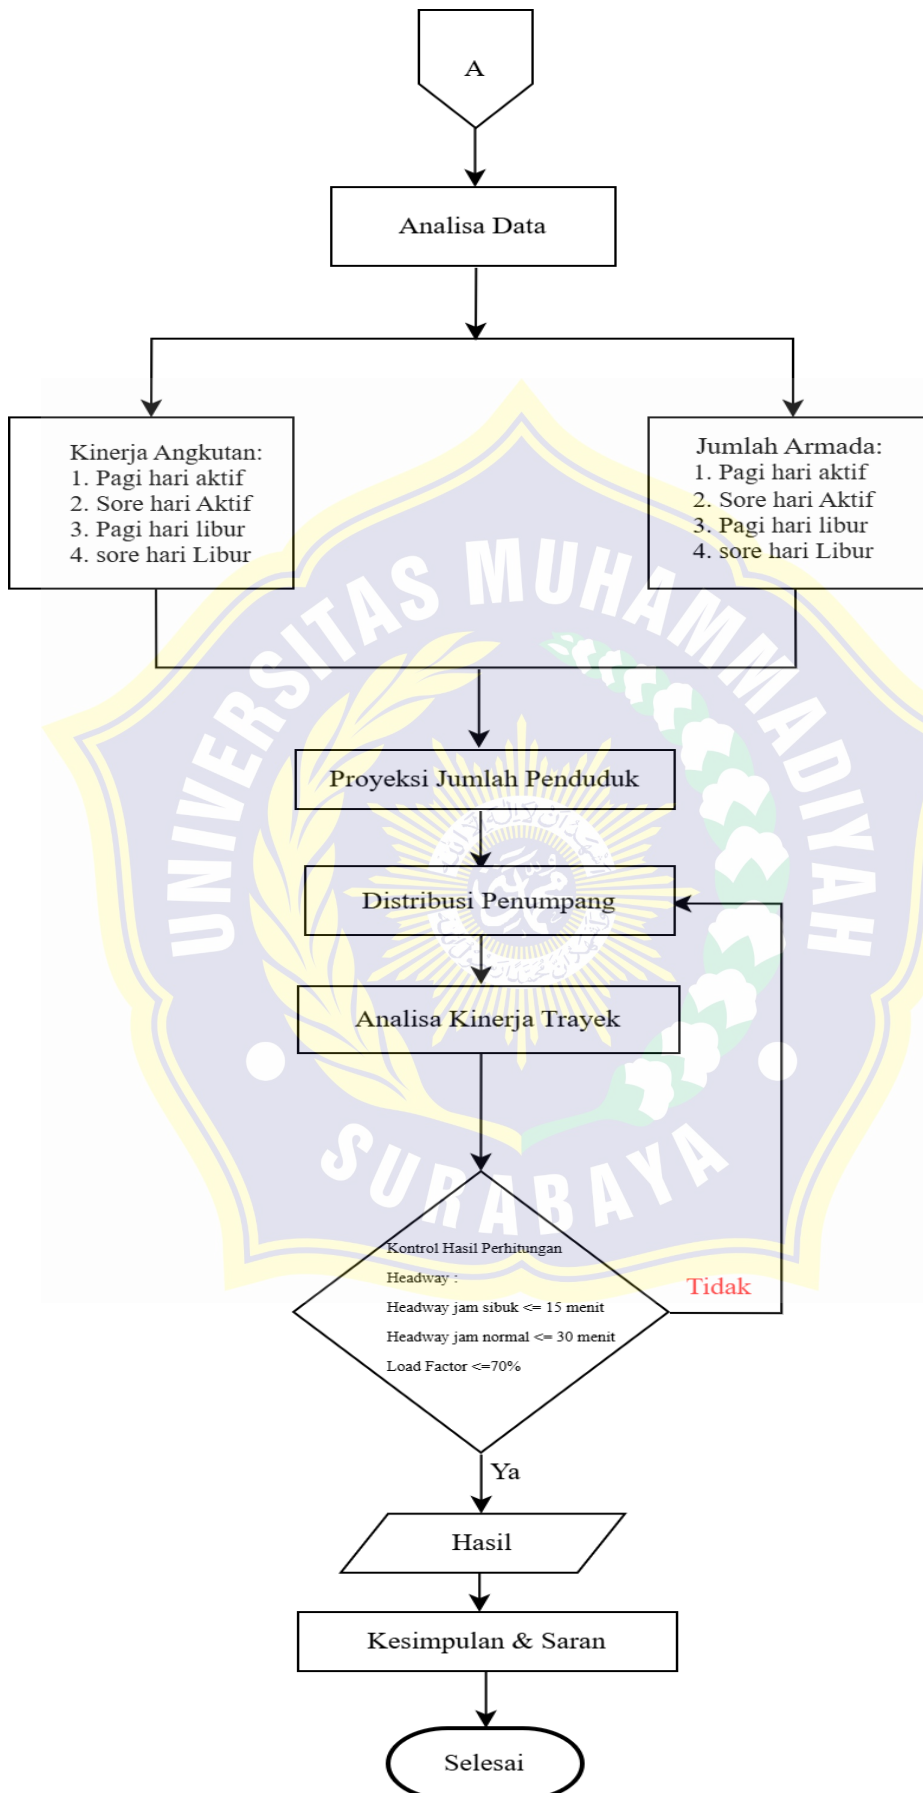 A
Analisa Data
Kinerja Angkutan:
1. Pagi hari aktif
2. Sore hari Aktif
3. Pagi hari libur
4. sore hari Libur
Jumlah Armada:
1. Pagi hari aktif
2. Sore hari Aktif
3. Pagi hari libur
4. sore hari Libur
UNIVERSITAS MUHAMMADIYAH
Proyeksi Jumlah Penduduk
Distribusi Penumpang
Analisa Kinerja Trayek
SURABAYA
Kontrol Hasil Perhitungan
Headway :
Headway jam sibuk <= 15 menit
Headway jam normal <= 30 menit
Load Factor <=70%
Tidak
Ya
Hasil
Kesimpulan & Saran
Selesai